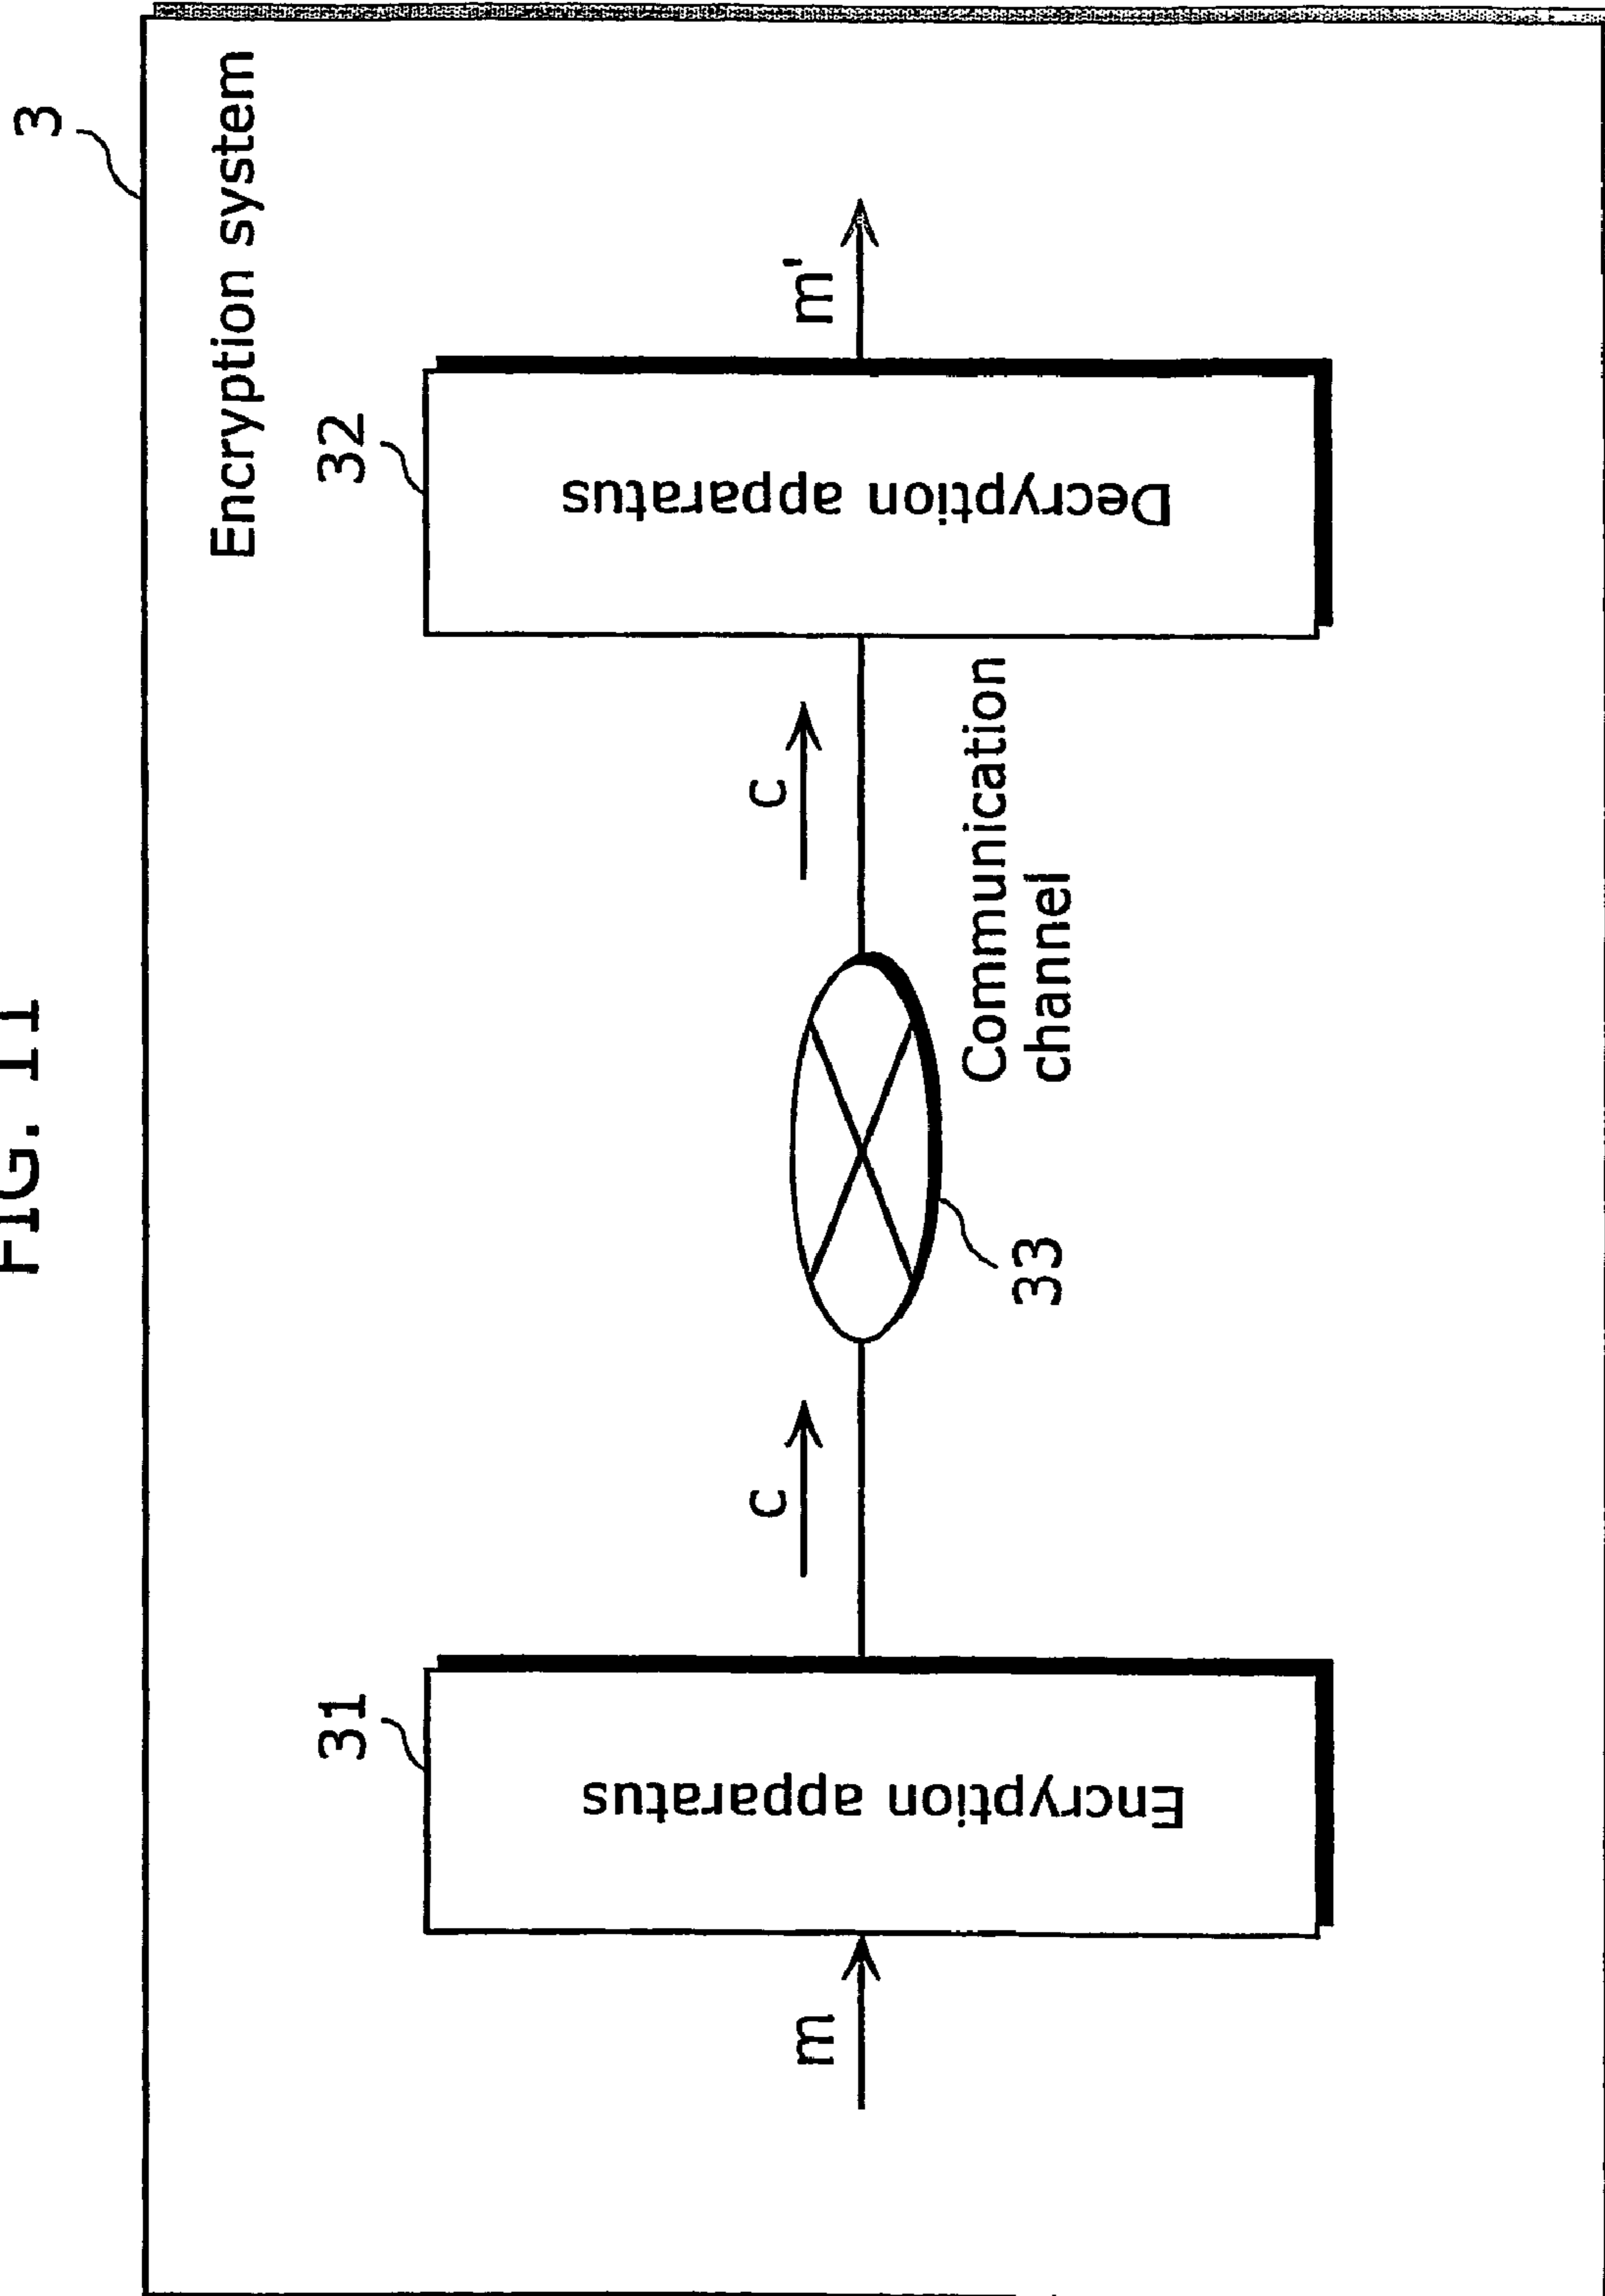 FIG. 11
3
Encryption system
31
32
Encryption apparatus
Decryption apparatus
m
c
c
m'
33
Communication
channel